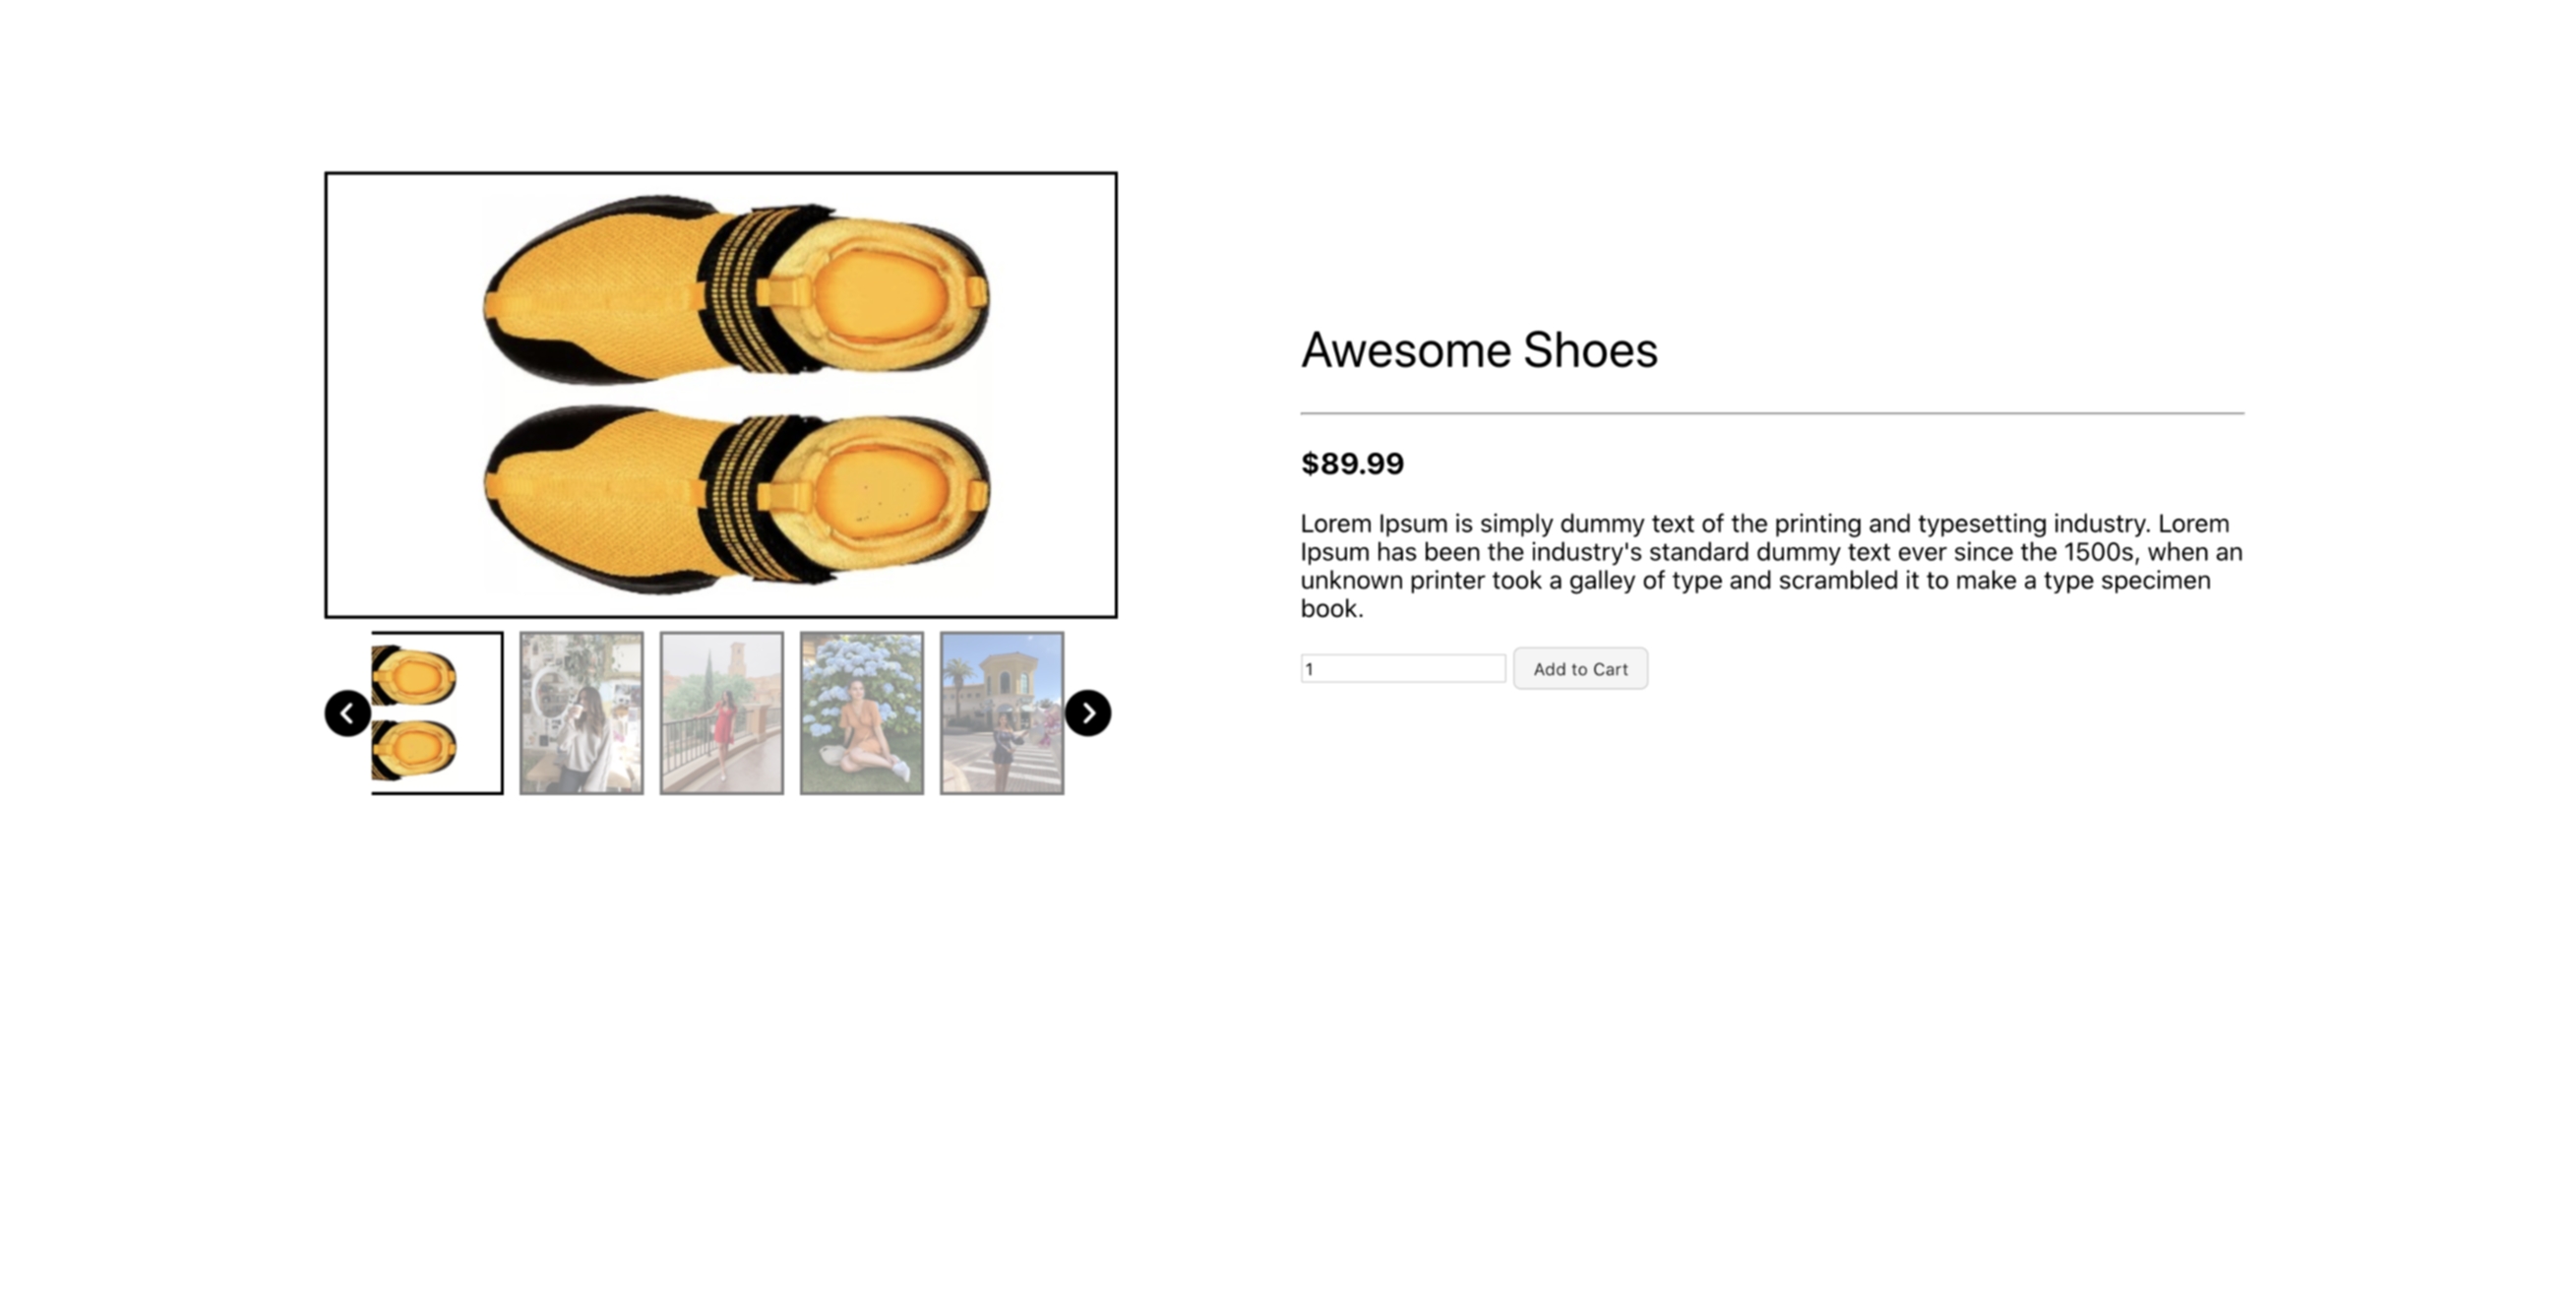 Awesome Shoes
$89.99
Lorem Ipsum is simply dummy text of the printing and typesetting industry. Lorem
Ipsum has been the industry's standard dummy text ever since the 1500s, when an
unknown printer took a galley of type and scrambled it to make a type specimen
book.
1
Add to Cart